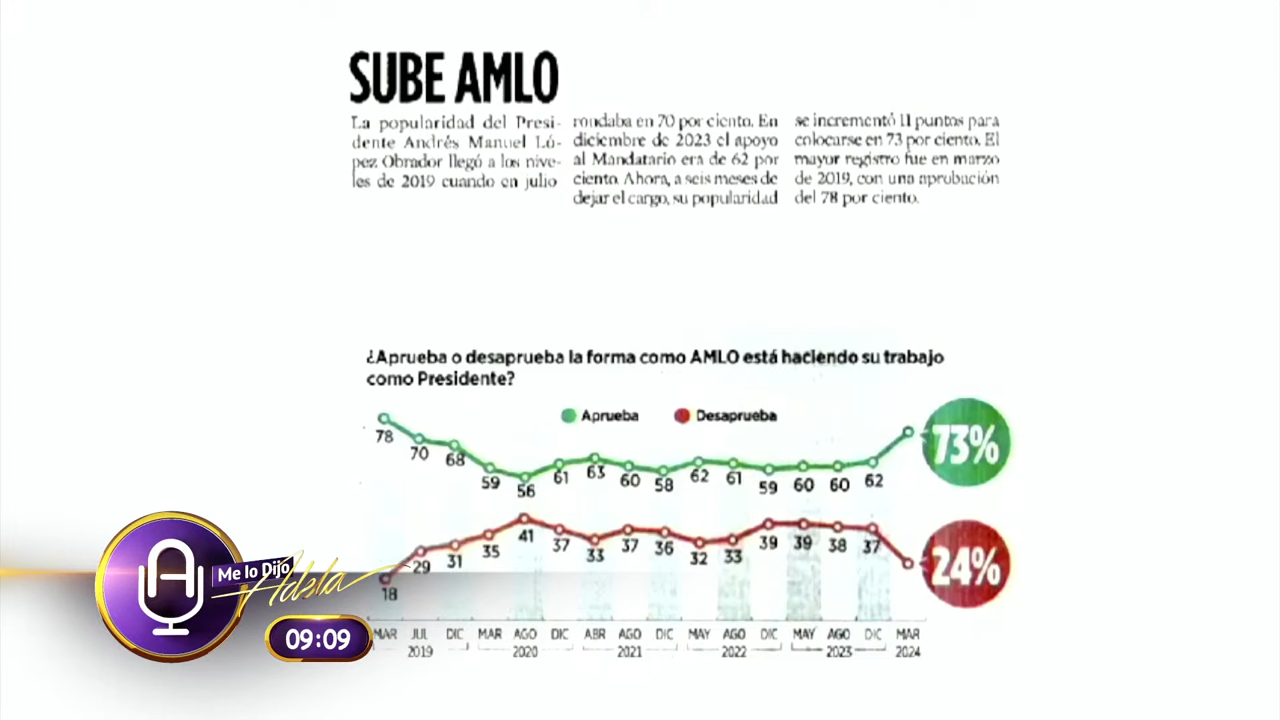 SUBE AMLO
La popularidad del Presi-
dente Andrés Manuel Ló-
pez Obrador llegó a los nive-
les de 2019 cuando en julio
rondaba en 70 por ciento. En
diciembre de 2023 el apoyo
al Mandatario era de 62 por
ciento. Ahora, a seis meses de
dejar el cargo, su popularidad
se incrementó 11 puntos para
colocarse en 73 por ciento. El
mayor registro fue en marzo
de 2019, con una aprobación
del 78 por ciento.
¿Aprueba o desaprueba la forma como AMLO está haciendo su trabajo
como Presidente?
Aprueba Desaprueba
78 70 68 59 56 61 63 60 58 62 61 59 60 60 62 73%
18 29 31 35 41 37 33 37 36 32 33 39 39 38 37 24%
MAR JUL DIC MAR AGO DIC ABR AGO DIC MAY AGO DIC MAY AGO DIC MAR
2019 2020 2021 2022 2023 2024
A
Me lo Dijo
Adela
09:09